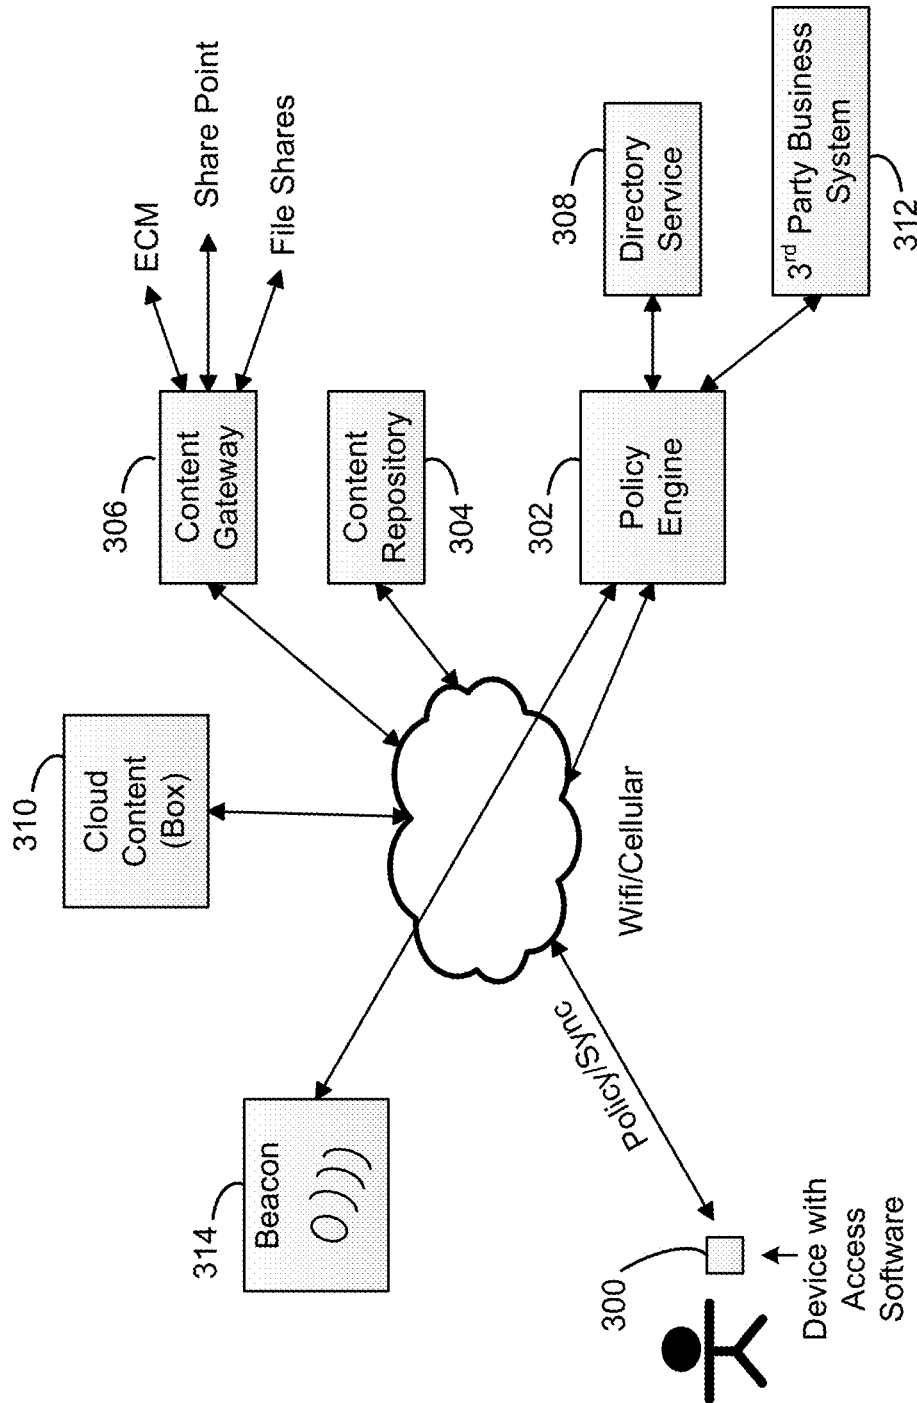 314
Beacon
310
Cloud
Content
(Box)
306
Content
Gateway
ECM
Share Point
File Shares
Content
Repository
304
302
Policy
Engine
308
Directory
Service
3rd Party Business
System
312
Wifi/Cellular
Policy/Sync
300
Device with
Access
Software